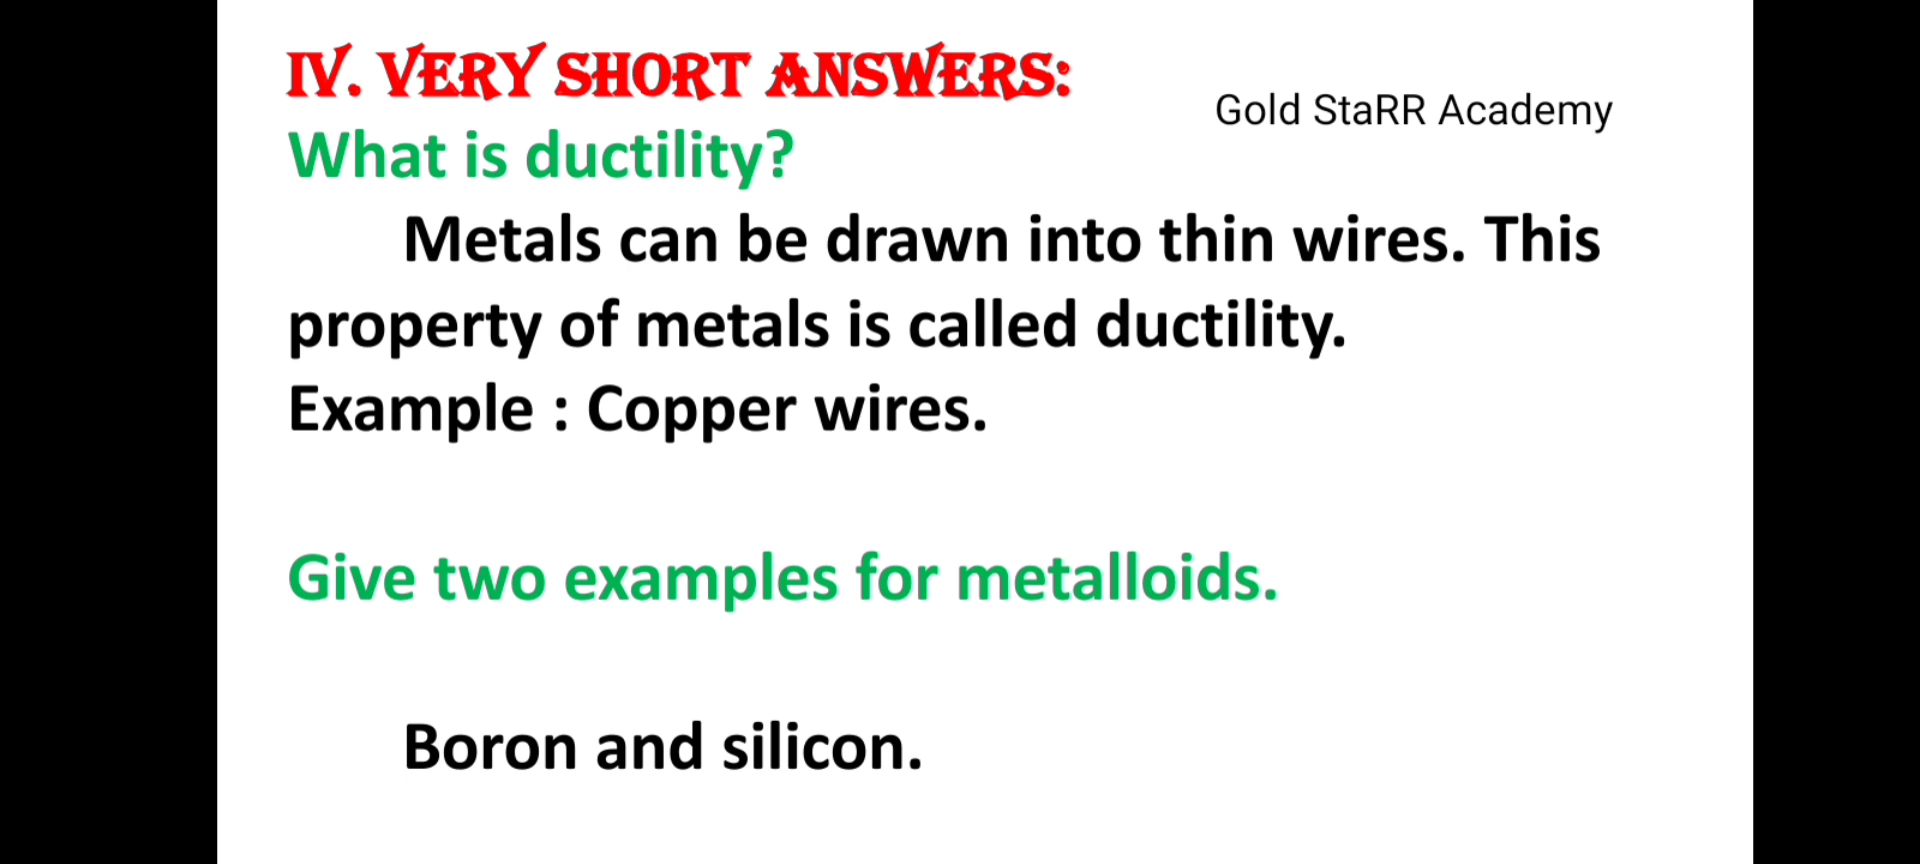 IV. VERY SHORT ANSWERS:
Gold StaRR Academy
What is ductility?
Metals can be drawn into thin wires. This
property of metals is called ductility.
Example : Copper wires.
Give two examples for metalloids.
Boron and silicon.